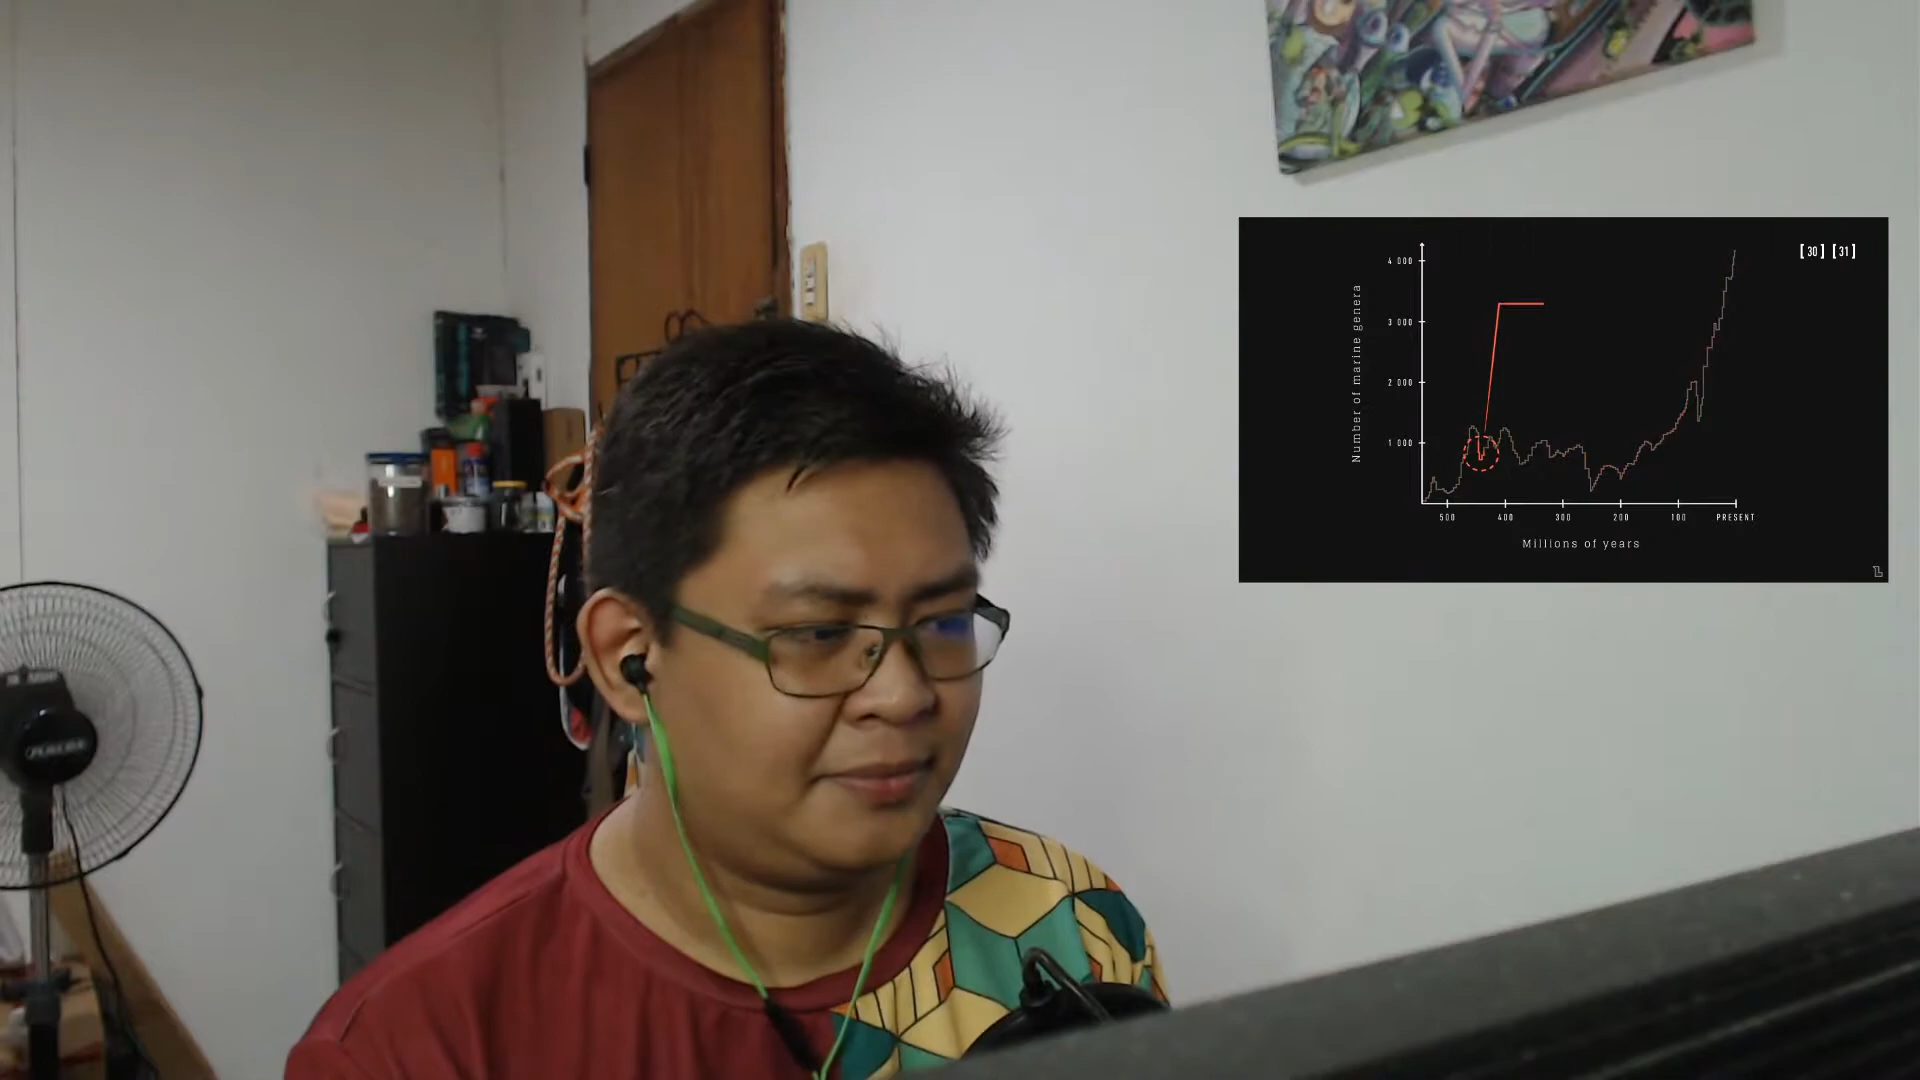 [30] [31]
4 000
3 000
2 000
1 000
Number of marine genera
500 400 300 200 100 PRESENT
Millions of years